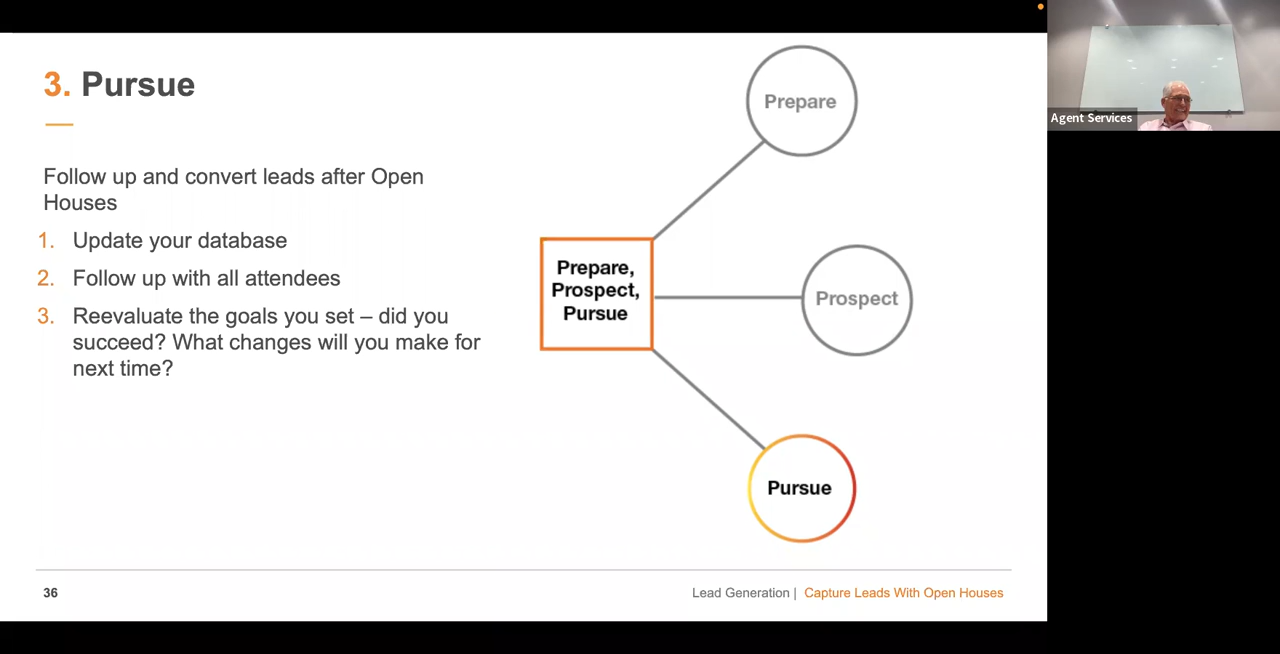 3. Pursue
Follow up and convert leads after Open
Houses
1. Update your database
2. Follow up with all attendees
3. Reevaluate the goals you set – did you
succeed? What changes will you make for
next time?
Prepare
Prepare,
Prospect,
Pursue
Prospect
Pursue
36
Lead Generation | Capture Leads With Open Houses
Agent Services